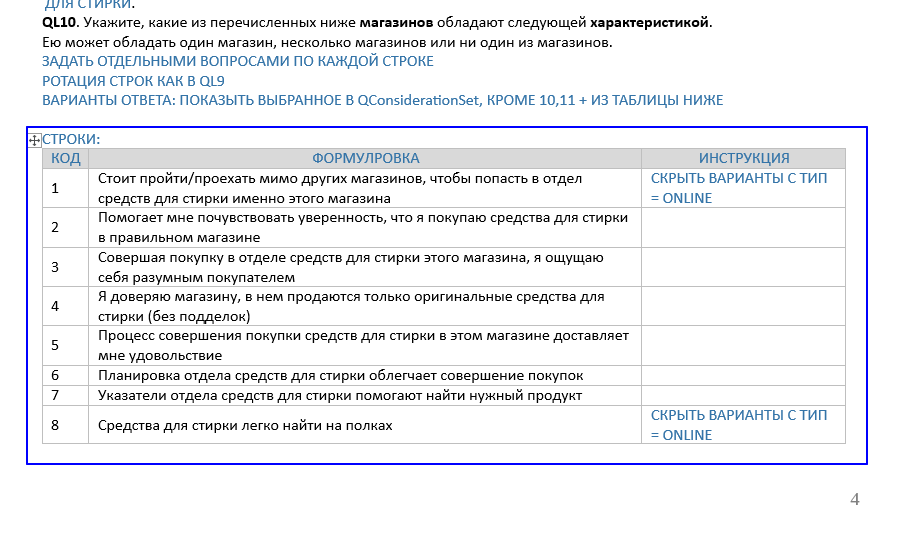 ДЛЯ СТИРКИ.
QL10. Укажите, какие из перечисленных ниже магазинов обладают следующей характеристикой.
Ею может обладать один магазин, несколько магазинов или ни один из магазинов.
ЗАДАТЬ ОТДЕЛЬНЫМИ ВОПРОСАМИ ПО КАЖДОЙ СТРОКЕ
РОТАЦИЯ СТРОК КАК В QL9
ВАРИАНТЫ ОТВЕТА: ПОКАЗЫТЬ ВЫБРАННОЕ В QConsiderationSet, КРОМЕ 10,11 + ИЗ ТАБЛИЦЫ НИЖЕ
СТРОКИ:
КОД ФОРМУЛРОВКА ИНСТРУКЦИЯ
1 Стоит пройти/проехать мимо других магазинов, чтобы попасть в отдел
средств для стирки именно этого магазина
СКРЫТЬ ВАРИАНТЫ С ТИП
= ONLINE
2 Помогает мне почувствовать уверенность, что я покупаю средства для стирки
в правильном магазине
3 Совершая покупку в отделе средств для стирки этого магазина, я ощущаю
себя разумным покупателем
4 Я доверяю магазину, в нем продаются только оригинальные средства для
стирки (без подделок)
5 Процесс совершения покупки средств для стирки в этом магазине доставляет
мне удовольствие
6 Планировка отдела средств для стирки облегчает совершение покупок
7 Указатели отдела средств для стирки помогают найти нужный продукт
8 Средства для стирки легко найти на полках
СКРЫТЬ ВАРИАНТЫ С ТИП
= ONLINE
4